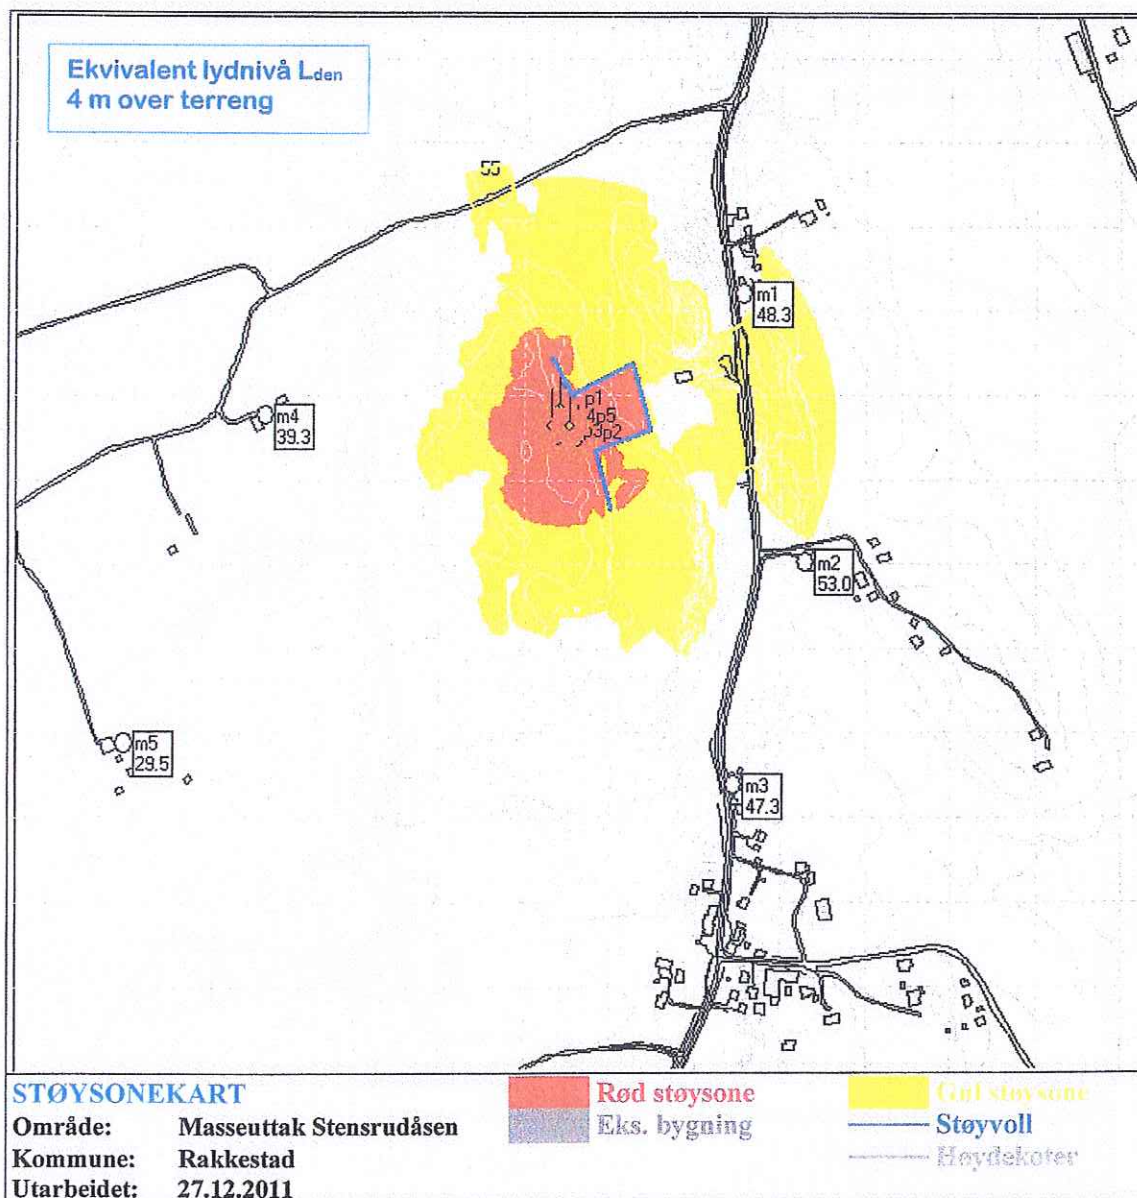 Ekvivalent lydnivå Lden
4 m over terreng
55
m1
48.3
p1
4p5
3p2
m4
39.3
m2
53.0
m5
29.5
m3
47.3
STØYSONEKART
Rød støysone
Gul støysone
Område: Masseuttak Stensrudåsen
Eks. bygning
Støyvoll
Kommune: Rakkestad
Høydekoter
Utarbeidet: 27.12.2011